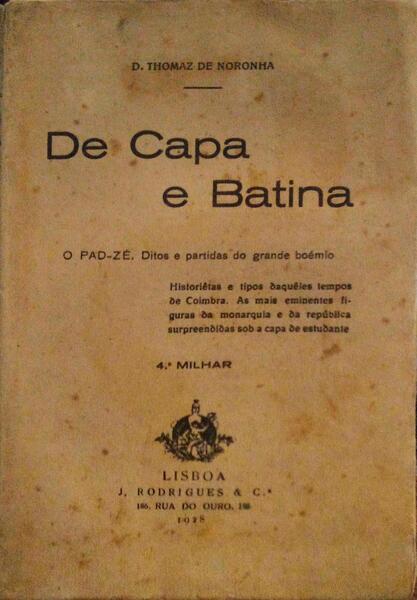 D. THOMAZ DE NORONHA
De Capa
e Batina
O PAD-ZÉ, Ditos e partidas do grande boémio
Historiêtas e tipos daquêles tempos
de Coimbra. As mais eminentes fi-
guras da monarquia e da república
surpreendidas sob a capa de estudante
4.º MILHAR
LISBOA
J. RODRIGUES & C.ª
186, RUA DO OURO, 188
1928